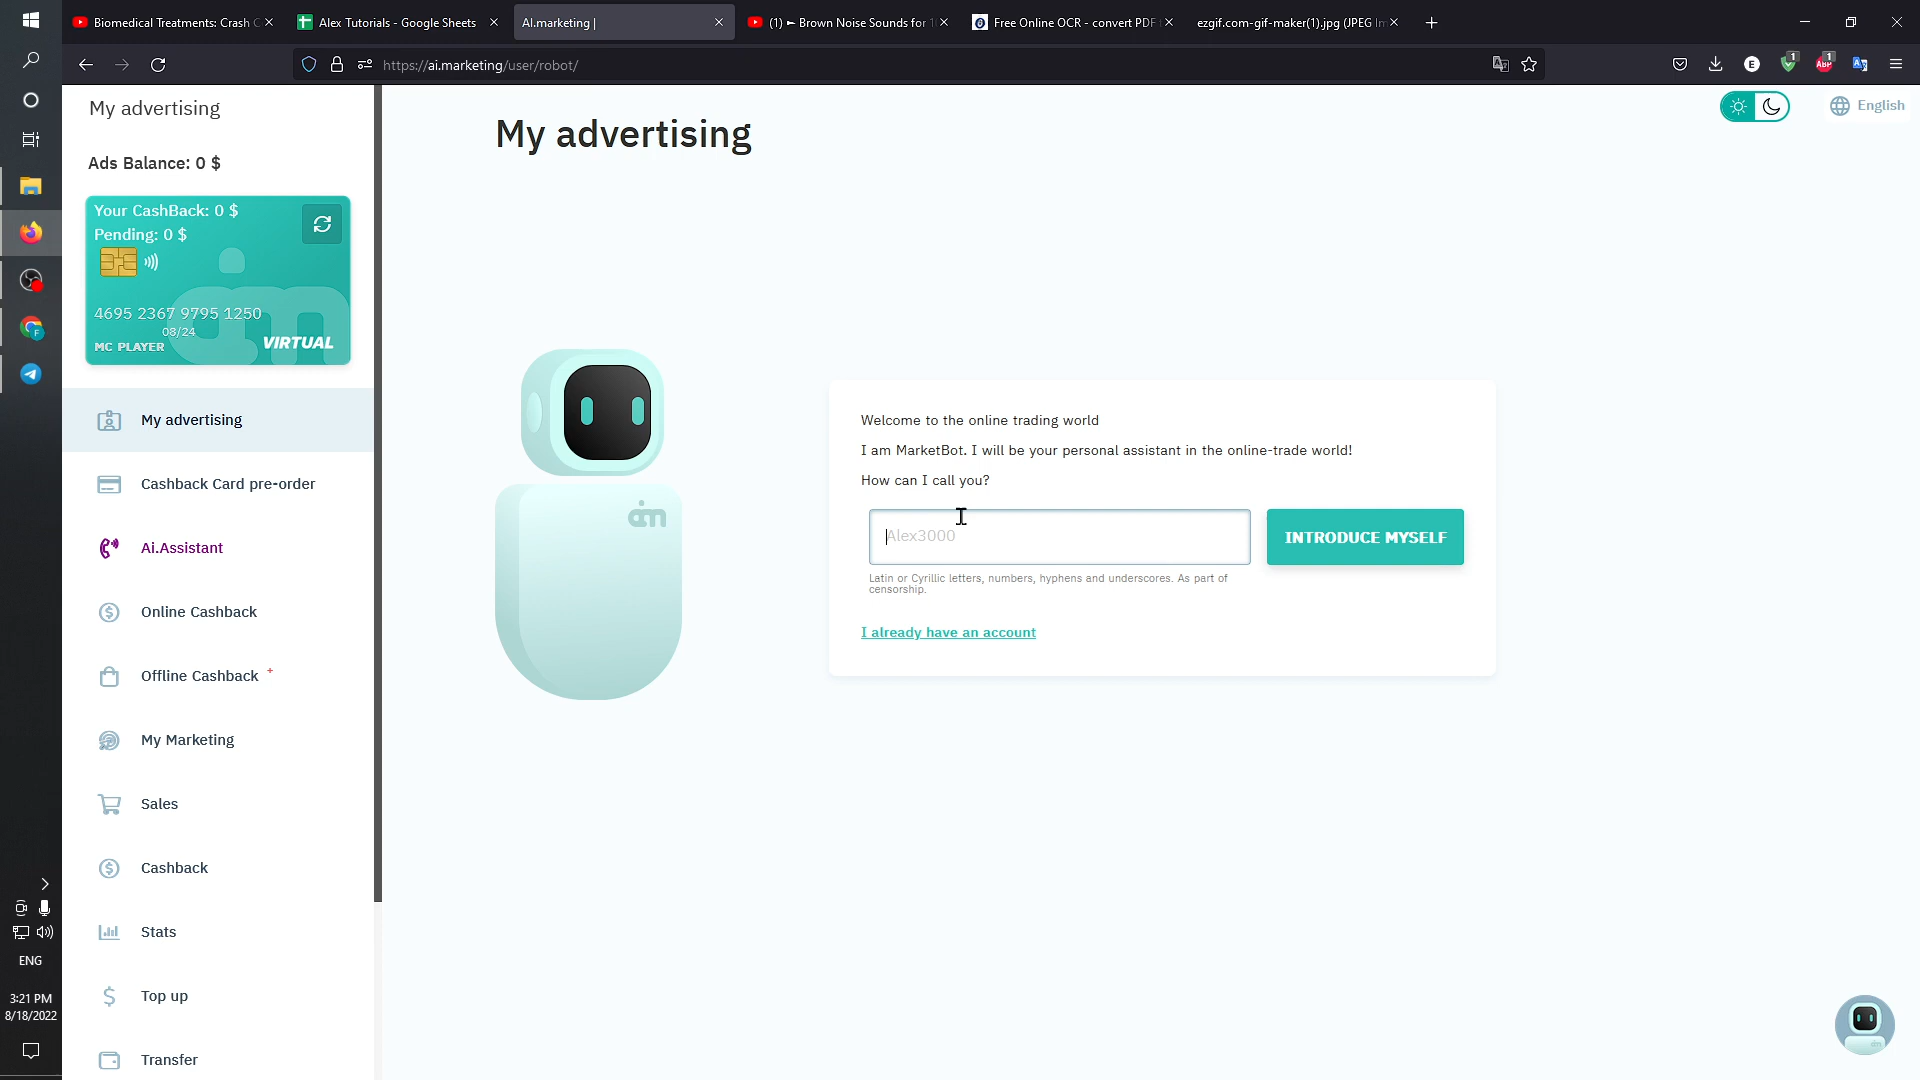 Biomedical Treatments: Crash C
Alex Tutorials - Google Sheets
AI.marketing |
(1) ► Brown Noise Sounds for 1
Free Online OCR - convert PDF
ezgif.com-gif-maker(1).jpg (JPEG Im
https://ai.marketing/user/robot/
E
1
ABP
1
My advertising
My advertising
English
Ads Balance: 0 $
Your CashBack: 0 $
Pending: 0 $
4695 2367 9795 1250
08/24
MC PLAYER
VIRTUAL
My advertising
Cashback Card pre-order
Ai.Assistant
Online Cashback
Offline Cashback +
My Marketing
Sales
Cashback
Stats
Top up
Transfer
Welcome to the online trading world
I am MarketBot. I will be your personal assistant in the online-trade world!
How can I call you?
Alex3000
INTRODUCE MYSELF
Latin or Cyrillic letters, numbers, hyphens and underscores. As part of
censorship.
I already have an account
ENG
3:21 PM
8/18/2022